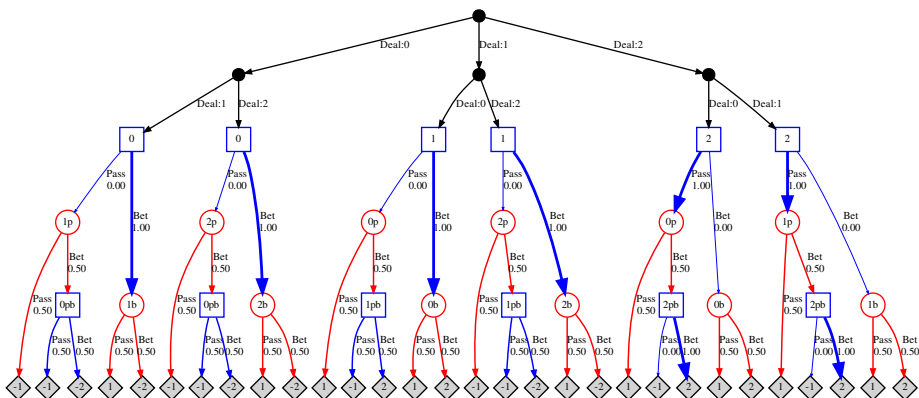 Deal:0 Deal:1 Deal:2
Deal:1 Deal:2 Deal:0 Deal:2 Deal:0 Deal:1
0 0 1 1 2 2
Pass Pass Pass Pass Pass Pass
0.00 0.00 0.00 0.00 1.00 1.00
Bet Bet Bet Bet Bet Bet
1.00 1.00 1.00 1.00 0.00 0.00
1p 2p 0p 2p 0p 1p
Bet Bet Bet Bet Bet Bet
0.50 0.50 0.50 0.50 0.50 0.50
Pass Pass Pass Pass Pass Pass
0.50 0.50 0.50 0.50 0.50 0.50
0pb 1b 0pb 2b 1pb 0b 1pb 2b 2pb 0b 2pb 1b
Pass Bet Pass Bet Pass Bet Pass Bet Pass Bet Pass Bet Pass Bet Pass Bet Pass Bet Pass Bet Pass Bet Pass Bet
0.50 0.50 0.50 0.50 0.50 0.50 0.50 0.50 0.50 0.50 0.50 0.50 0.50 0.50 0.50 0.50 0.00 1.00 0.50 0.50 0.00 1.00 0.50 0.50
-1 -1 -2 1 -2 -1 -1 -2 1 -2 1 -1 2 1 2 -1 -1 -2 1 -2 1 -1 2 1 2 1 -1 2 1 2